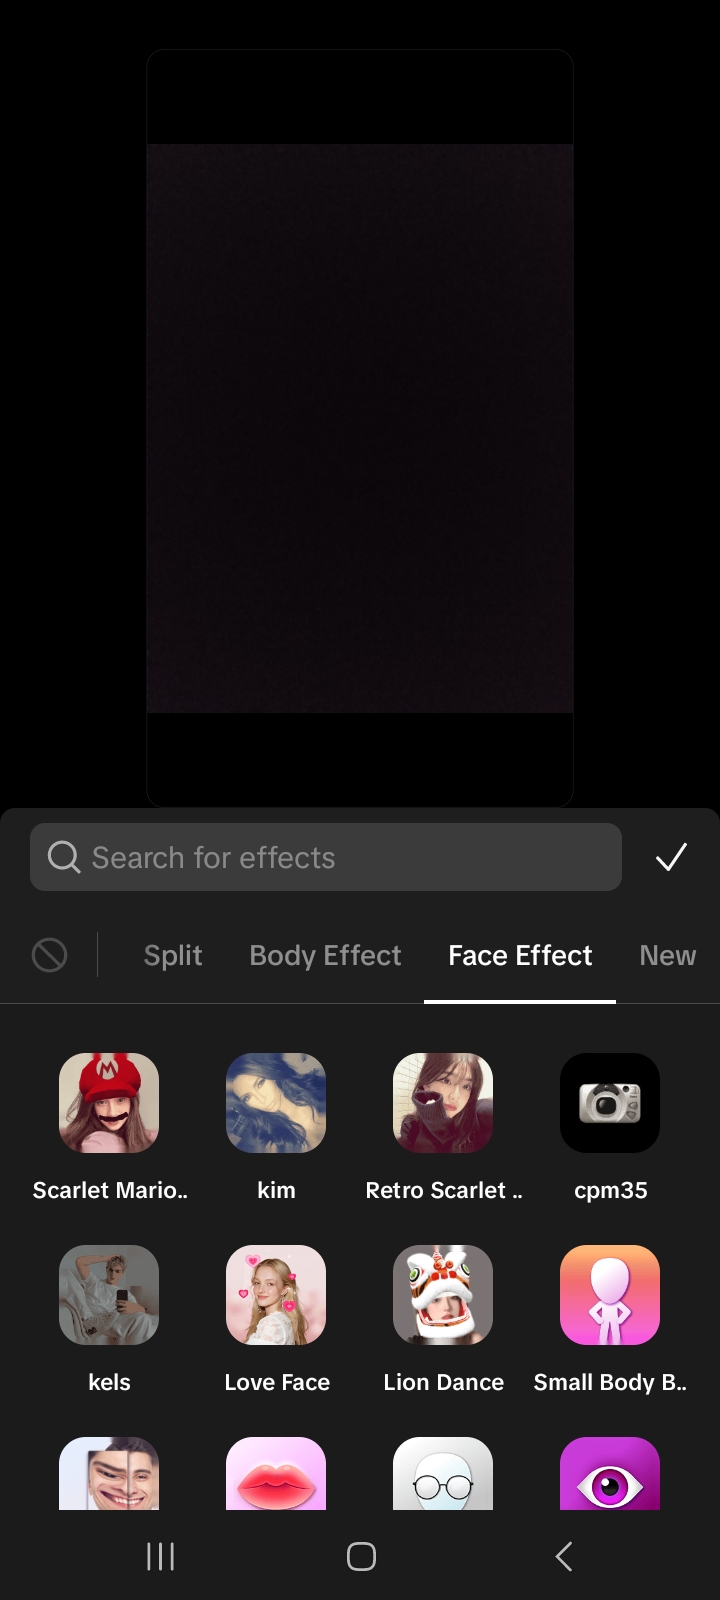 Search for effects
Split
Body Effect
Face Effect
New
Scarlet Mario..
kim
Retro Scarlet ..
cpm35
kels
Love Face
Lion Dance
Small Body B..